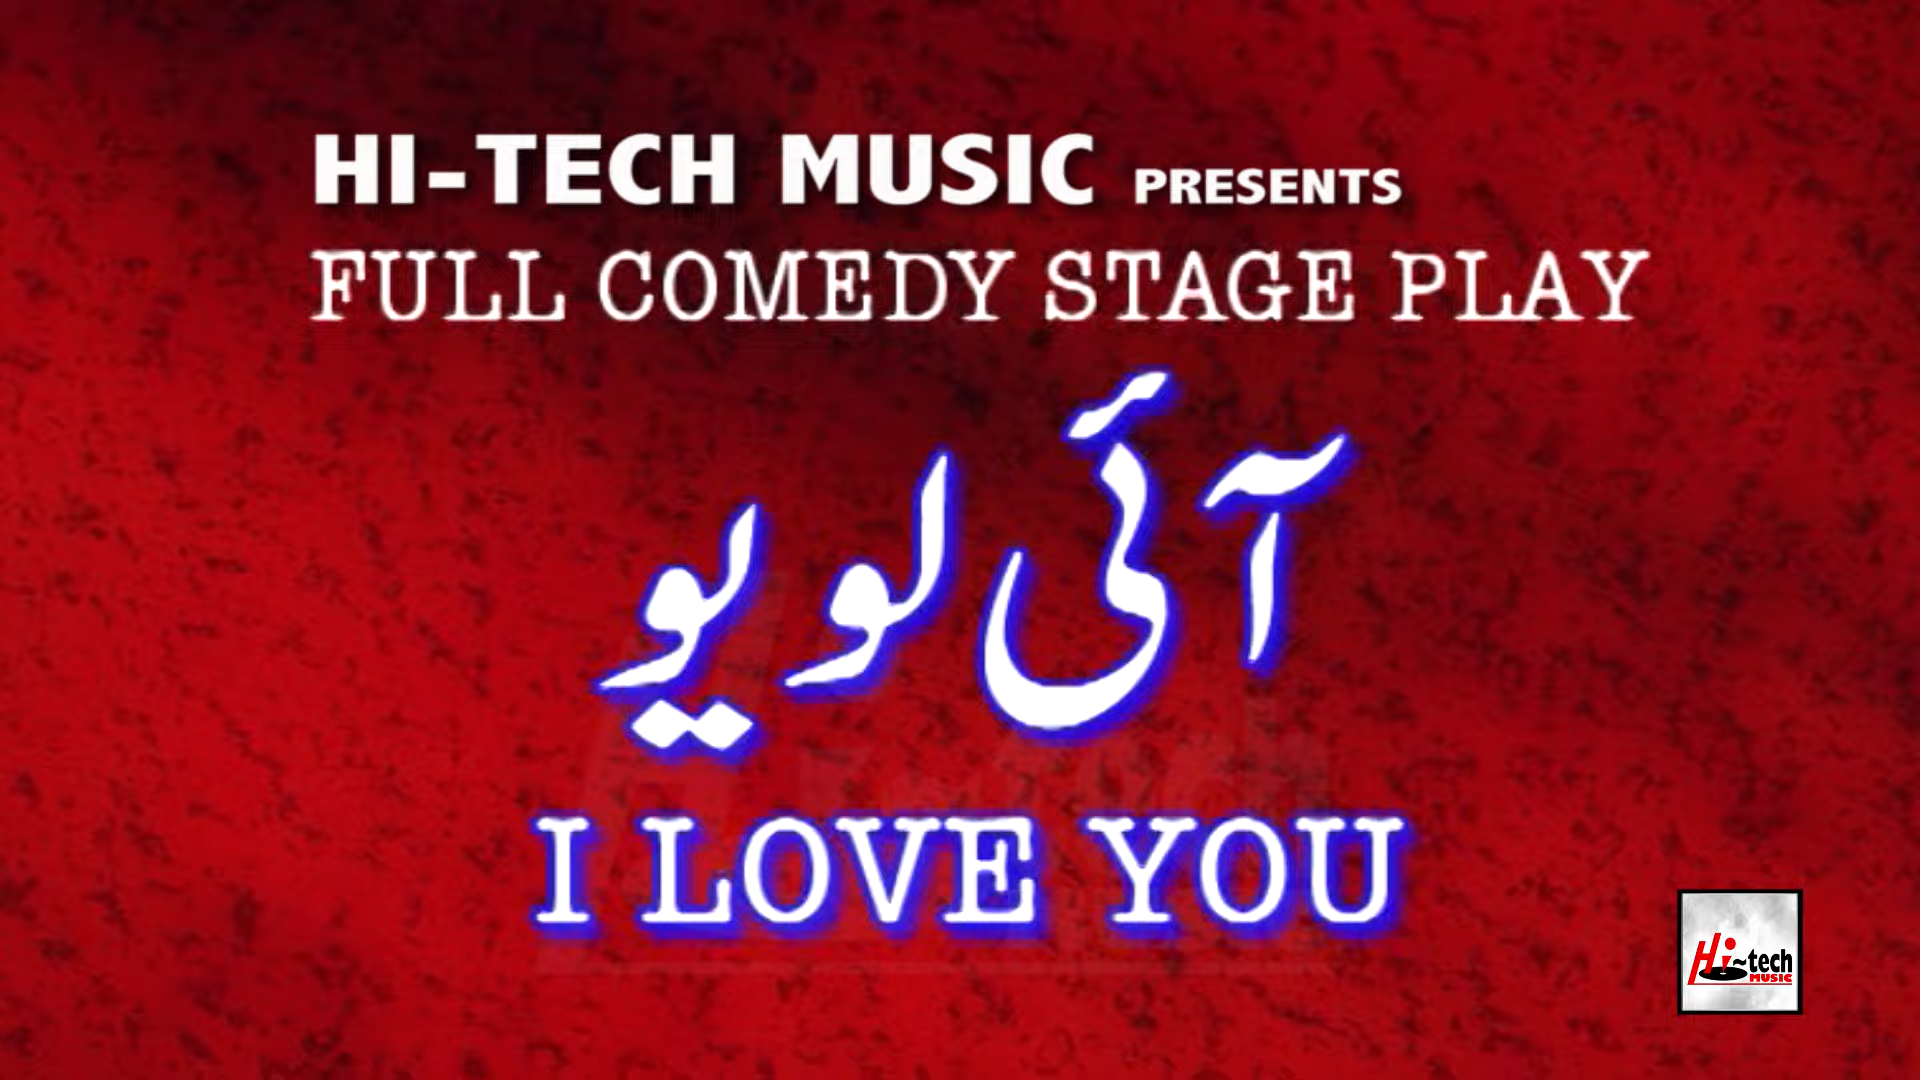 HI-TECH MUSIC PRESENTS
FULL COMEDY STAGE PLAY
آئی لو یو
I LOVE YOU
Hi~tech
MUSIC